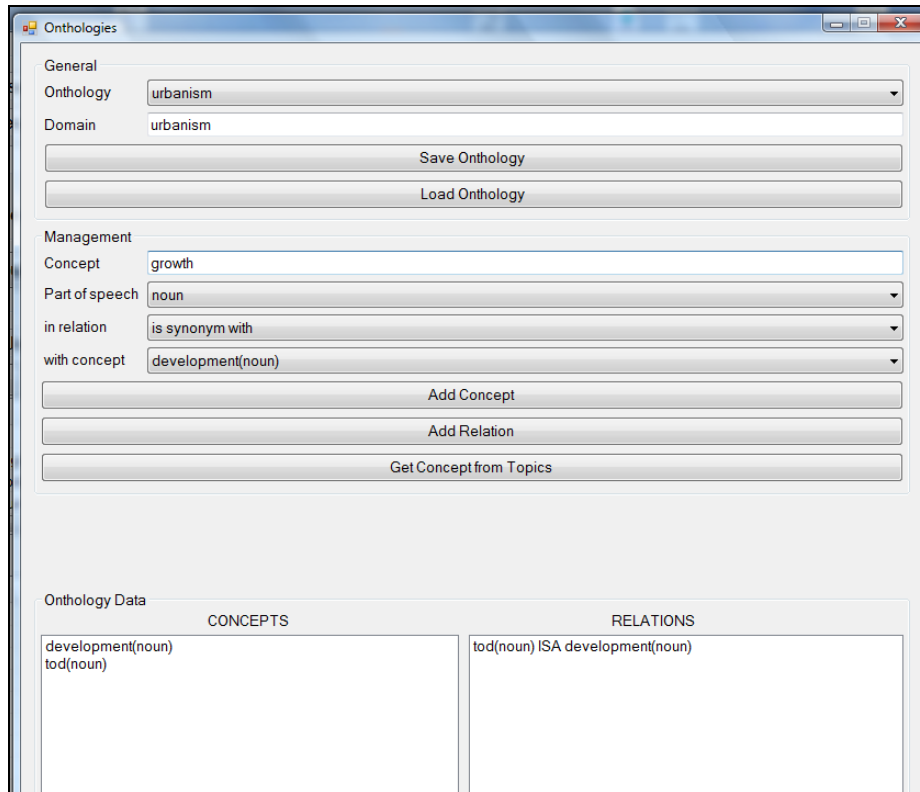 Onthologies
General
Onthology urbanism
Domain urbanism
Save Onthology
Load Onthology
Management
Concept growth
Part of speech noun
in relation is synonym with
with concept development(noun)
Add Concept
Add Relation
Get Concept from Topics
Onthology Data
CONCEPTS RELATIONS
development(noun) tod(noun) ISA development(noun)
tod(noun)